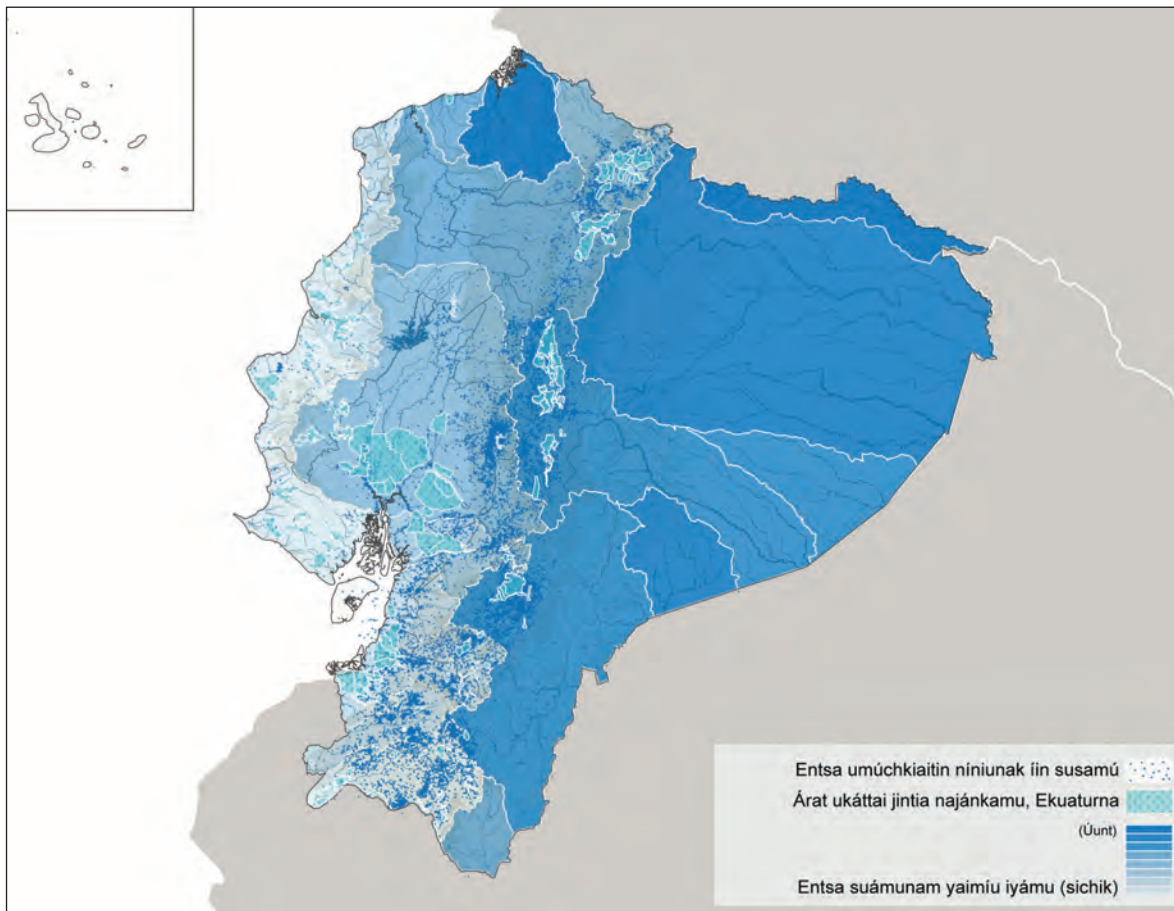 Entsa umúchkiaitin níniunak íin susamú
Árat ukáttai jintia najánkamu, Ekuaturna
(Úunt)
Entsa suámunam yaimíu iyámu (sichik)